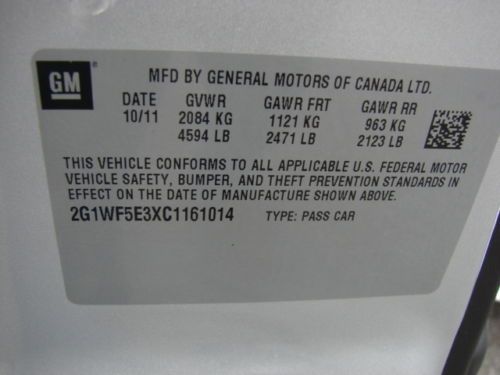 GM
MFD BY GENERAL MOTORS OF CANADA LTD.
DATE GVWR GAWR FRT GAWR RR
10/11 2084 KG 1121 KG 963 KG
4594 LB 2471 LB 2123 LB
THIS VEHICLE CONFORMS TO ALL APPLICABLE U.S. FEDERAL MOTOR
VEHICLE SAFETY, BUMPER, AND THEFT PREVENTION STANDARDS IN
EFFECT ON THE DATE OF MANUFACTURE SHOWN ABOVE.
2G1WF5E3XC1161014 TYPE: PASS CAR